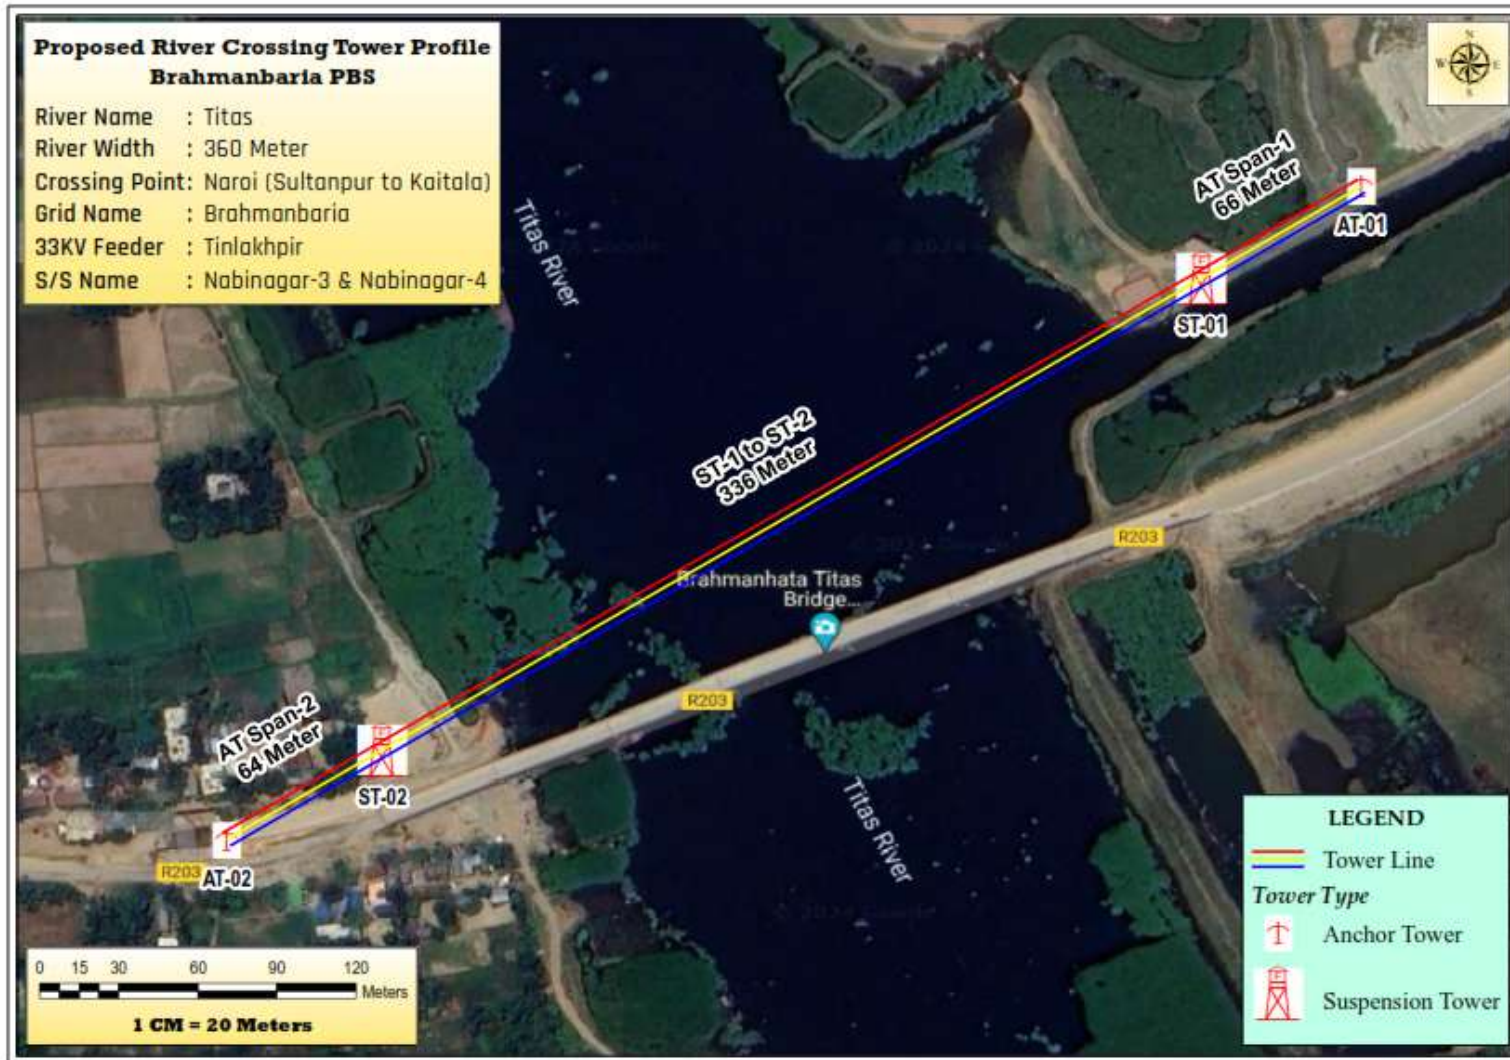 Proposed River Crossing Tower Profile
Brahmanbaria PBS
River Name : Titas
River Width : 360 Meter
Crossing Point: Naroi (Sultanpur to Kaitala)
Grid Name : Brahmanbaria
33KV Feeder : Tinlakhpir
S/S Name : Nabinagar-3 & Nabinagar-4
N
W E
S
Titas River
AT Span-1
66 Meter
AT-01
ST-01
ST-1 to ST-2
336 Meter
R203
Brahmanhata Titas
Bridge...
R203
AT Span-2
64 Meter
ST-02
Titas River
R203
AT-02
0 15 30 60 90 120
Meters
1 CM = 20 Meters
LEGEND
Tower Line
Tower Type
Anchor Tower
Suspension Tower